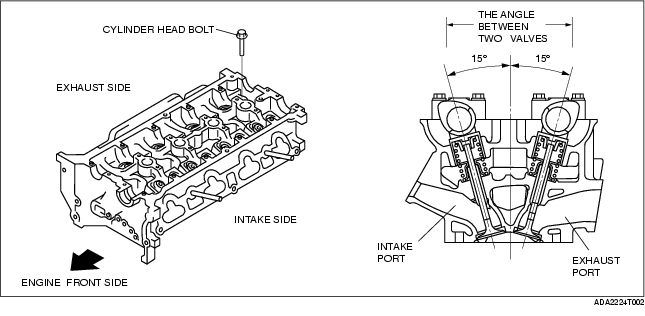 CYLINDER HEAD BOLT
EXHAUST SIDE
INTAKE SIDE
ENGINE FRONT SIDE
THE ANGLE
BETWEEN
TWO VALVES
15° 15°
INTAKE
PORT
EXHAUST
PORT
ADA2224T002